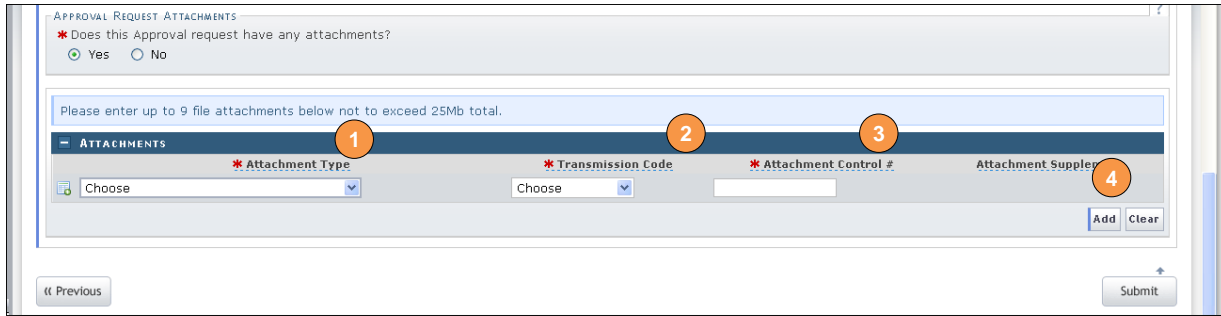 APPROVAL REQUEST ATTACHMENTS
?
* Does this Approval request have any attachments?
Yes No
Please enter up to 9 file attachments below not to exceed 25Mb total.
ATTACHMENTS 1 2 3
* Attachment Type * Transmission Code * Attachment Control # Attachment Supplem
Choose Choose 4
Add Clear
« Previous Submit